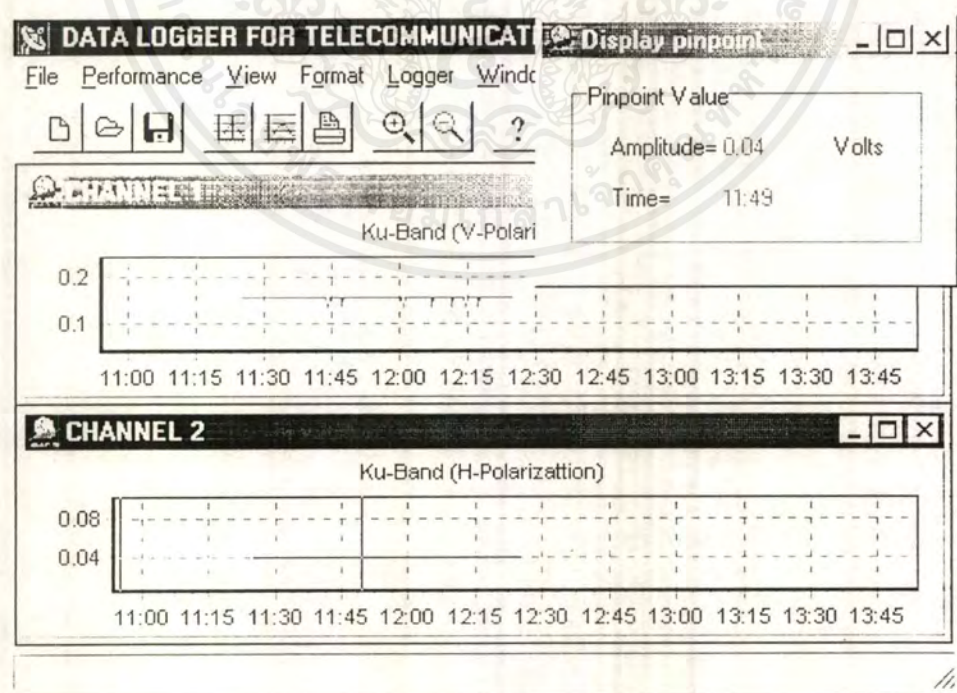 DATA LOGGER FOR TELECOMMUNICATI
Display pinpoint
File Performance View Format Logger Windo
Pinpoint Value
Amplitude= 0.04 Volts
Time= 11:49
CHANNEL 1
Ku-Band (V-Polari
0.2
0.1
11:00 11:15 11:30 11:45 12:00 12:15 12:30 12:45 13:00 13:15 13:30 13:45
CHANNEL 2
Ku-Band (H-Polarizattion)
0.08
0.04
11:00 11:15 11:30 11:45 12:00 12:15 12:30 12:45 13:00 13:15 13:30 13:45